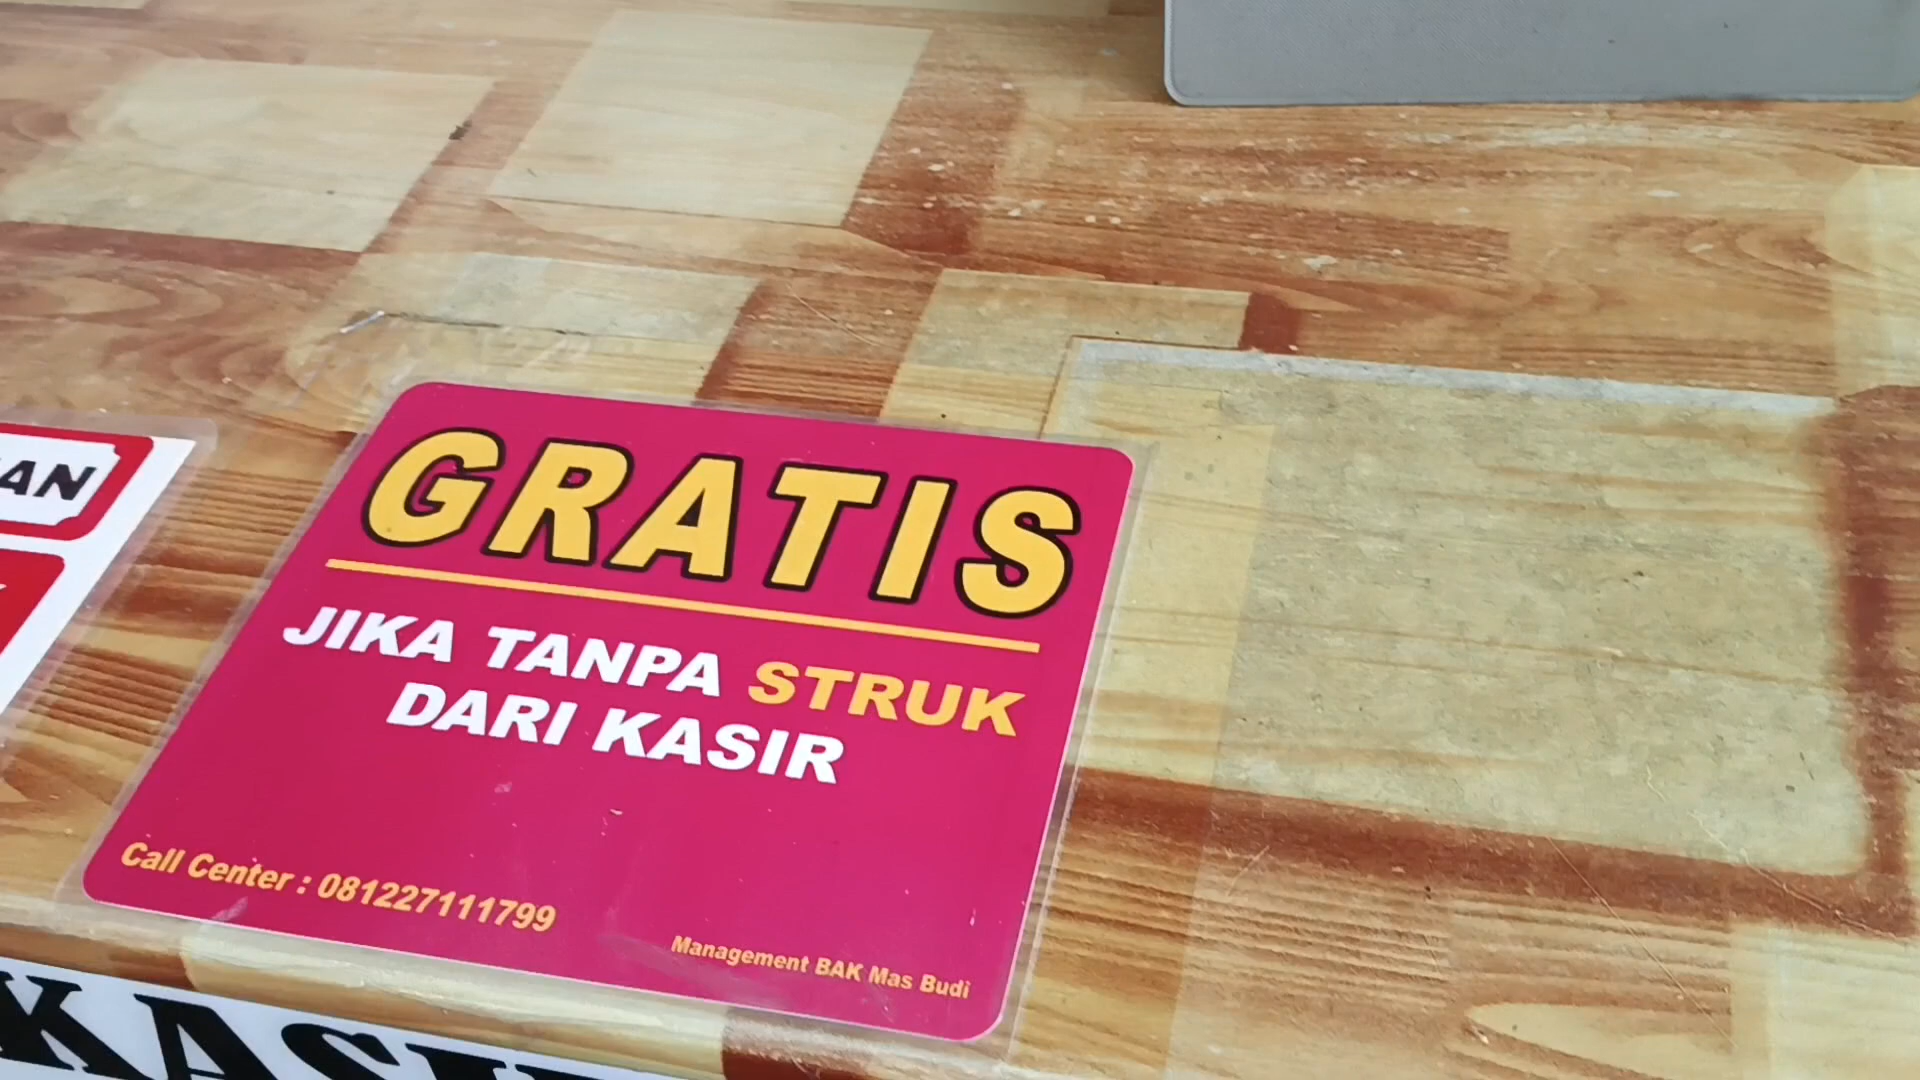 GRATIS
JIKA TANPA STRUK
DARI KASIR
Call Center : 081227111799
Management BAK Mas Budi